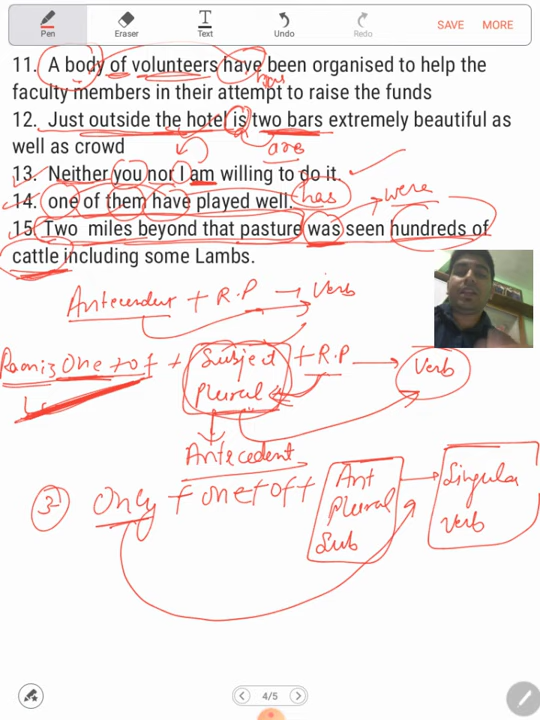 Pen
Eraser
Text
Undo
Redo
SAVE
MORE
11. A body of volunteers have been organised to help the
has
faculty members in their attempt to raise the funds
12. Just outside the hotel is two bars extremely beautiful as
well as crowd
are
13. Neither you nor I am willing to do it.
14. one of them have played well. has
were
15. Two miles beyond that pasture was seen hundreds of
cattle including some Lambs.
Antecendent + R.P → Verb
One + of + Subject + R.P → Verb
Plural
Antecedent
3 Only + one + of + Ant → Singular
Plural verb
Sub
4/5